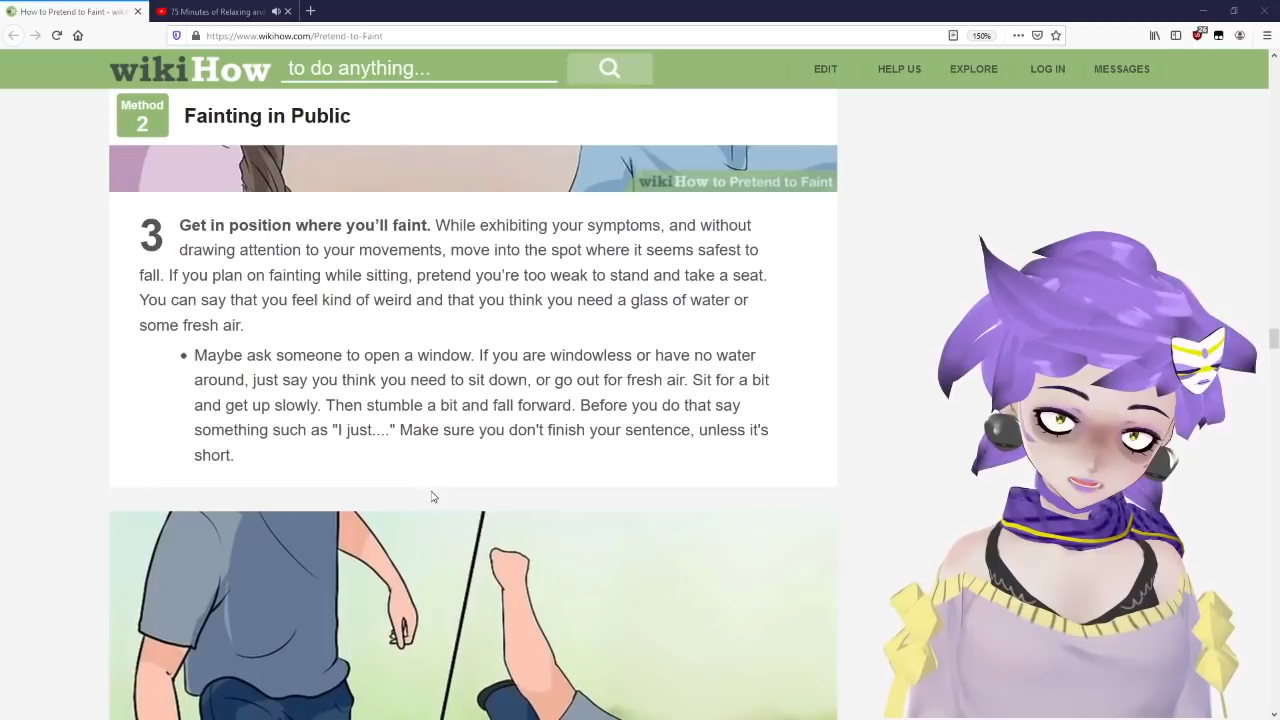 How to Pretend to Faint - wiki
75 Minutes of Relaxing and
https://www.wikihow.com/Pretend-to-Faint
150%
wikiHow to do anything...
EDIT
HELP US
EXPLORE
LOG IN
MESSAGES
Method
2
Fainting in Public
wikiHow to Pretend to Faint
3 Get in position where you'll faint. While exhibiting your symptoms, and without
drawing attention to your movements, move into the spot where it seems safest to
fall. If you plan on fainting while sitting, pretend you're too weak to stand and take a seat.
You can say that you feel kind of weird and that you think you need a glass of water or
some fresh air.
• Maybe ask someone to open a window. If you are windowless or have no water
around, just say you think you need to sit down, or go out for fresh air. Sit for a bit
and get up slowly. Then stumble a bit and fall forward. Before you do that say
something such as "I just...." Make sure you don't finish your sentence, unless it's
short.